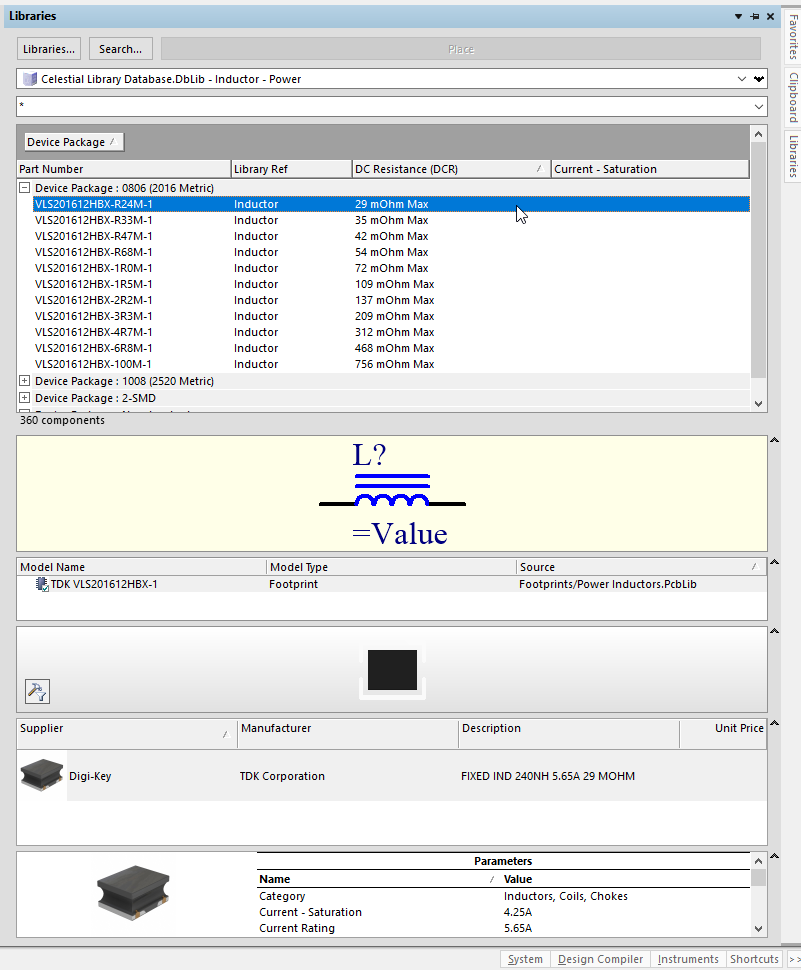 Libraries
Libraries... Search... Place
Celestial Library Database.DbLib - Inductor - Power
*
Device Package
Part Number Library Ref DC Resistance (DCR) Current - Saturation
Device Package : 0806 (2016 Metric)
VLS201612HBX-R24M-1 Inductor 29 mOhm Max
VLS201612HBX-R33M-1 Inductor 35 mOhm Max
VLS201612HBX-R47M-1 Inductor 42 mOhm Max
VLS201612HBX-R68M-1 Inductor 54 mOhm Max
VLS201612HBX-1R0M-1 Inductor 72 mOhm Max
VLS201612HBX-1R5M-1 Inductor 109 mOhm Max
VLS201612HBX-2R2M-1 Inductor 137 mOhm Max
VLS201612HBX-3R3M-1 Inductor 209 mOhm Max
VLS201612HBX-4R7M-1 Inductor 312 mOhm Max
VLS201612HBX-6R8M-1 Inductor 468 mOhm Max
VLS201612HBX-100M-1 Inductor 756 mOhm Max
Device Package : 1008 (2520 Metric)
Device Package : 2-SMD
360 components
L?
=Value
Model Name Model Type Source
TDK VLS201612HBX-1 Footprint Footprints/Power Inductors.PcbLib
Supplier Manufacturer Description Unit Price
Digi-Key TDK Corporation FIXED IND 240NH 5.65A 29 MOHM
Parameters
Name Value
Category Inductors, Coils, Chokes
Current - Saturation 4.25A
Current Rating 5.65A
System Design Compiler Instruments Shortcuts >>
Favorites
Clipboard
Libraries